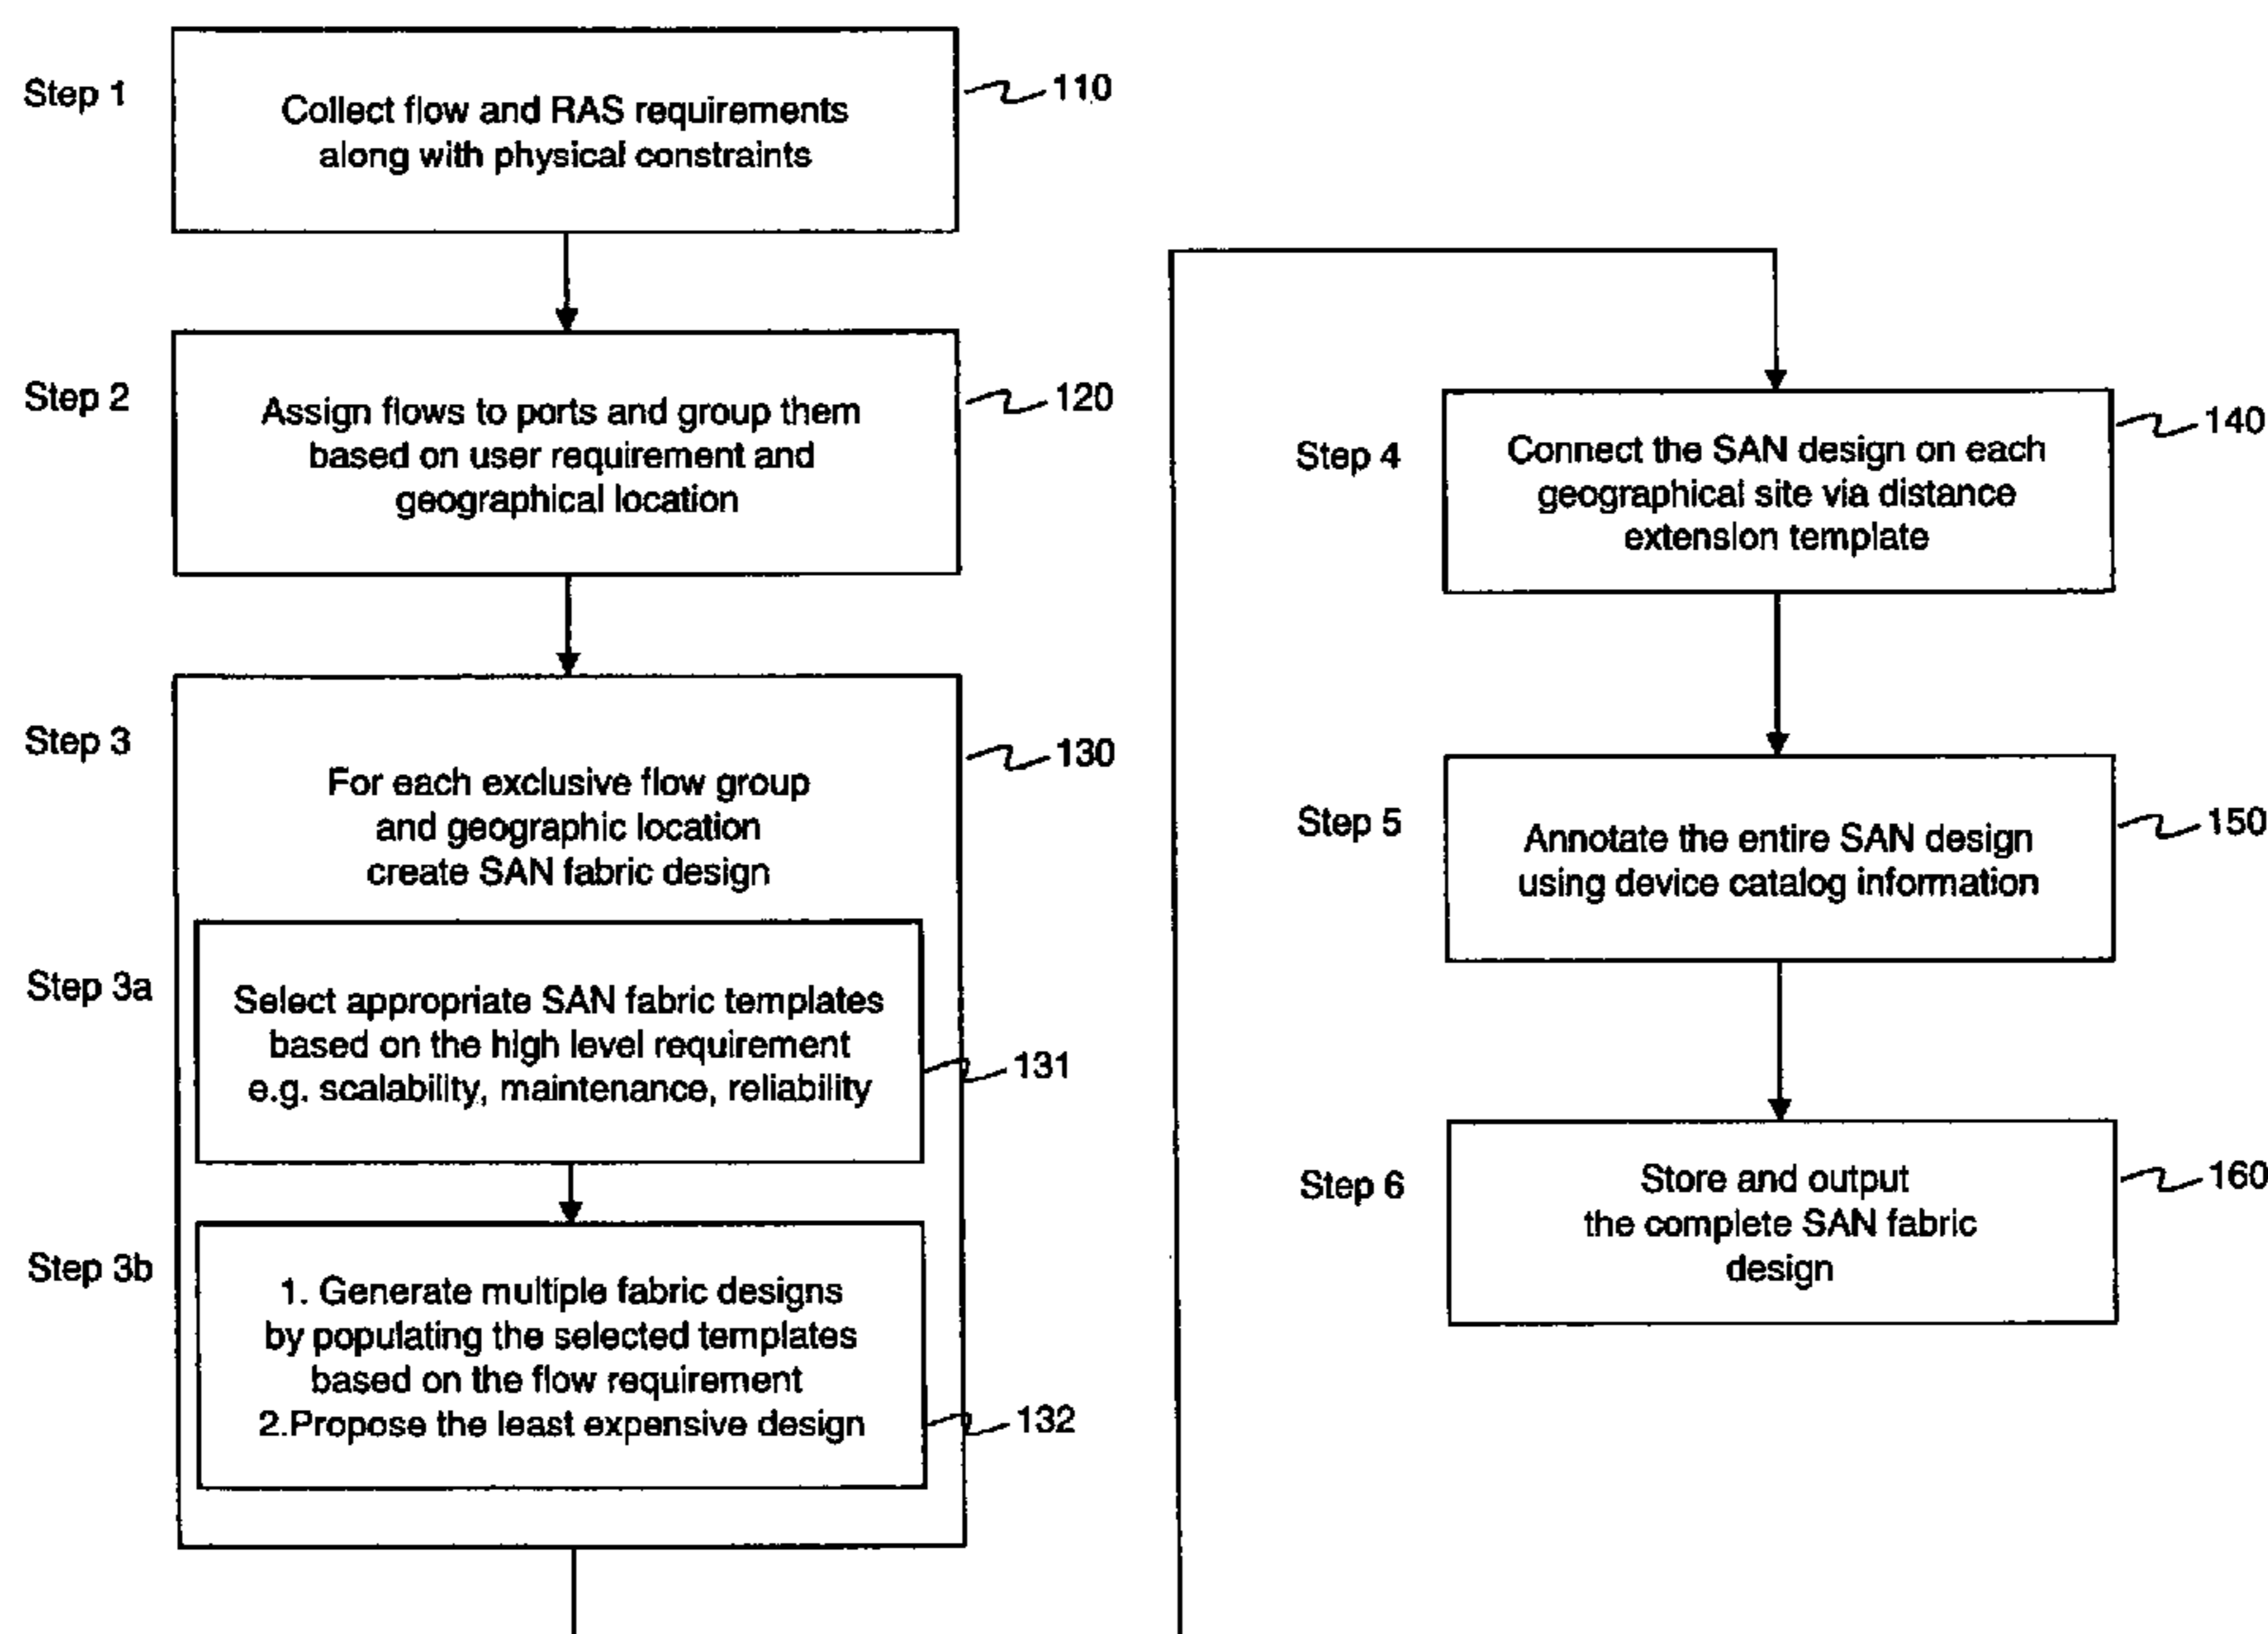 Step 1
Collect flow and RAS requirements
along with physical constraints
110
Step 2
Assign flows to ports and group them
based on user requirement and
geographical location
120
Step 3
For each exclusive flow group
and geographic location
create SAN fabric design
130
Step 3a
Select appropriate SAN fabric templates
based on the high level requirement
e.g. scalability, maintenance, reliability
131
Step 3b
1. Generate multiple fabric designs
by populating the selected templates
based on the flow requirement
2.Propose the least expensive design
132
Step 4
Connect the SAN design on each
geographical site via distance
extension template
140
Step 5
Annotate the entire SAN design
using device catalog information
150
Step 6
Store and output
the complete SAN fabric
design
160